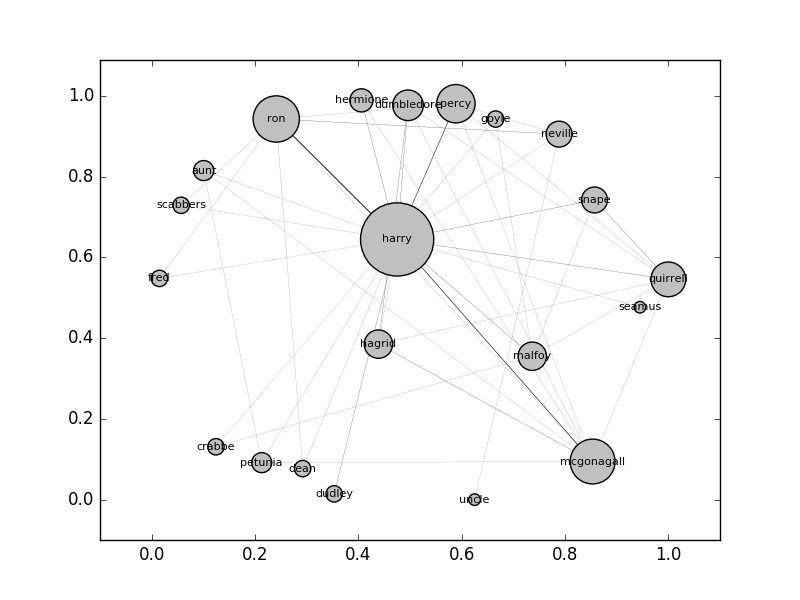 1.0
0.8
0.6
0.4
0.2
0.0
0.0
0.2
0.4
0.6
0.8
1.0
hermione
dumbledore
percy
ron
goyle
neville
aunt
scabbers
snape
harry
fred
quirrell
seamus
hagrid
malfoy
crabbe
petunia
dean
mcgonagall
dudley
uncle